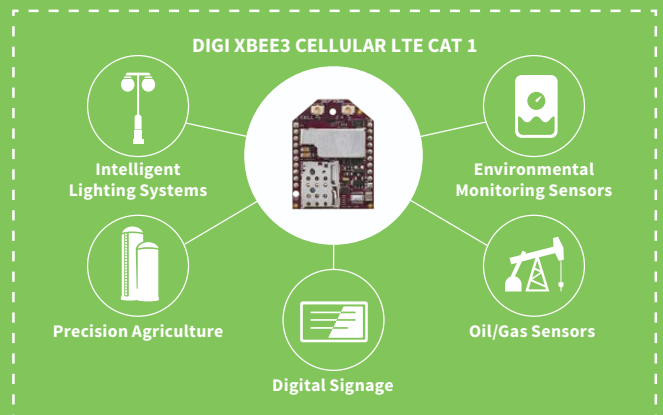 DIGI XBEE3 CELLULAR LTE CAT 1
Intelligent
Lighting Systems
Environmental
Monitoring Sensors
Precision Agriculture
Oil/Gas Sensors
Digital Signage